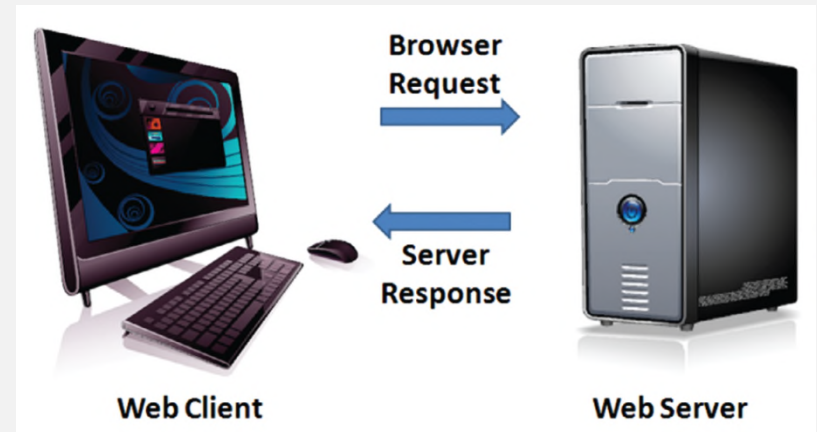 Browser
Request
Server
Response
Web Client
Web Server